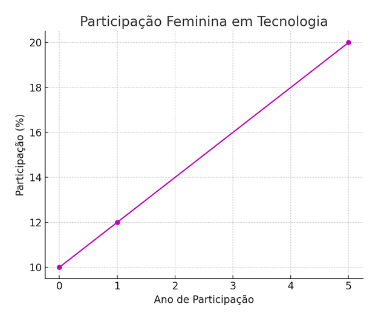 Participação Feminina em Tecnologia
Participação (%)
20
18
16
14
12
10
0 1 2 3 4 5
Ano de Participação